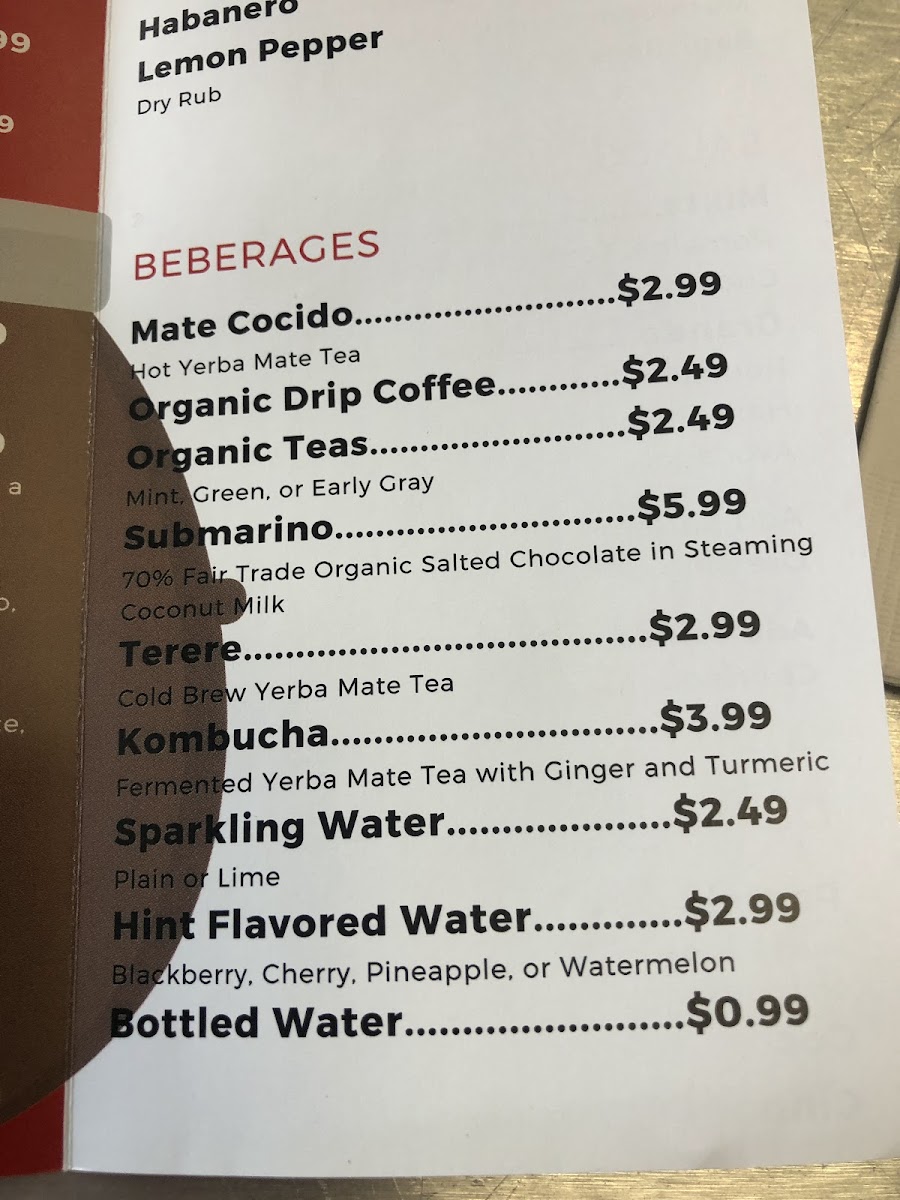 Habanero
Lemon Pepper
Dry Rub
BEBERAGES
Mate Cocido..........................$2.99
Hot Yerba Mate Tea
Organic Drip Coffee............$2.49
Organic Teas.........................$2.49
Mint, Green, or Early Gray
Submarino.............................$5.99
70% Fair Trade Organic Salted Chocolate in Steaming
Coconut Milk
Terere.......................................$2.99
Cold Brew Yerba Mate Tea
Kombucha...............................$3.99
Fermented Yerba Mate Tea with Ginger and Turmeric
Sparkling Water....................$2.49
Plain or Lime
Hint Flavored Water.............$2.99
Blackberry, Cherry, Pineapple, or Watermelon
Bottled Water........................$0.99